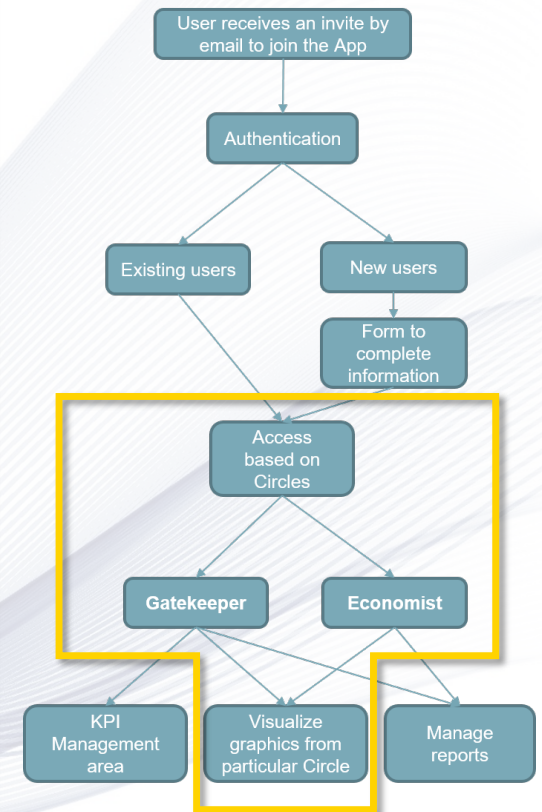 User receives an invite by
email to join the App
Authentication
Existing users
New users
Form to
complete
information
Access
based on
Circles
Gatekeeper
Economist
KPI
Management
area
Visualize
graphics from
particular Circle
Manage
reports